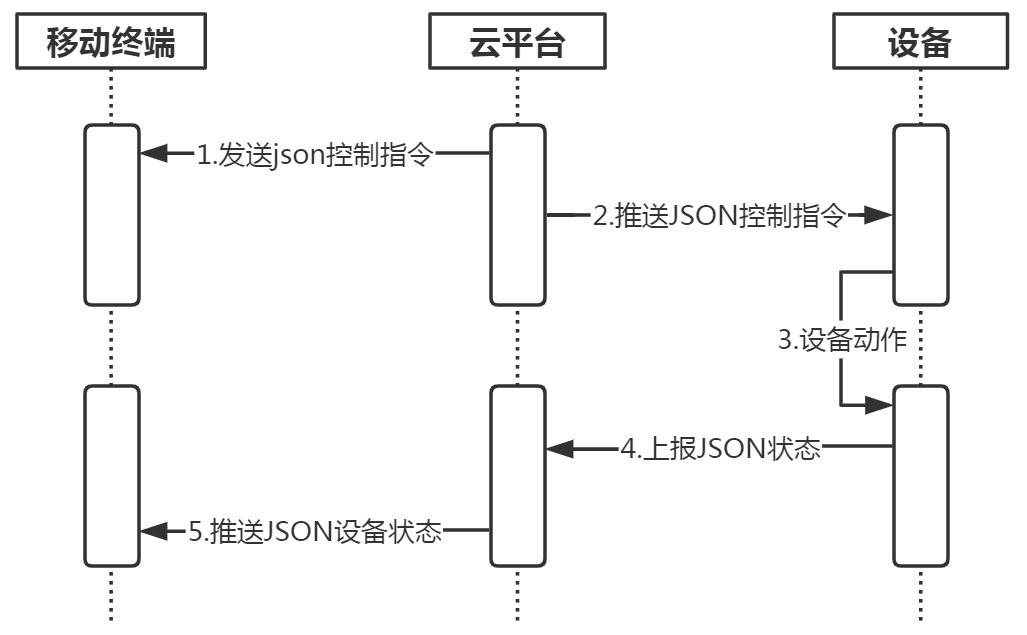 移动终端
云平台
设备
1.发送json控制指令
2.推送JSON控制指令
3.设备动作
4.上报JSON状态
5.推送JSON设备状态